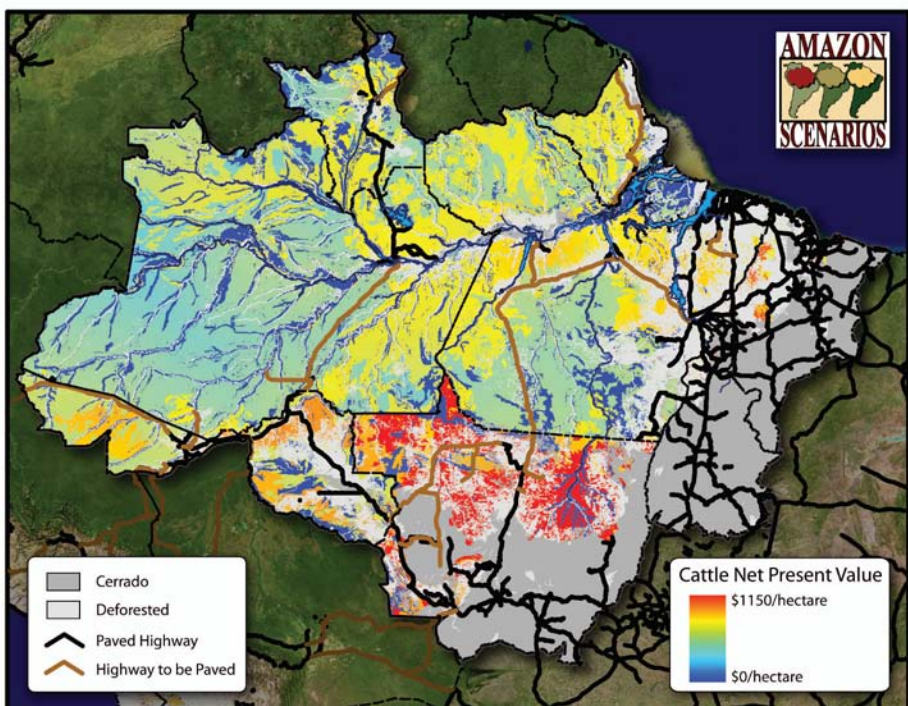 AMAZON
SCENARIOS
Cerrado
Deforested
Paved Highway
Highway to be Paved
Cattle Net Present Value
$1150/hectare
$0/hectare